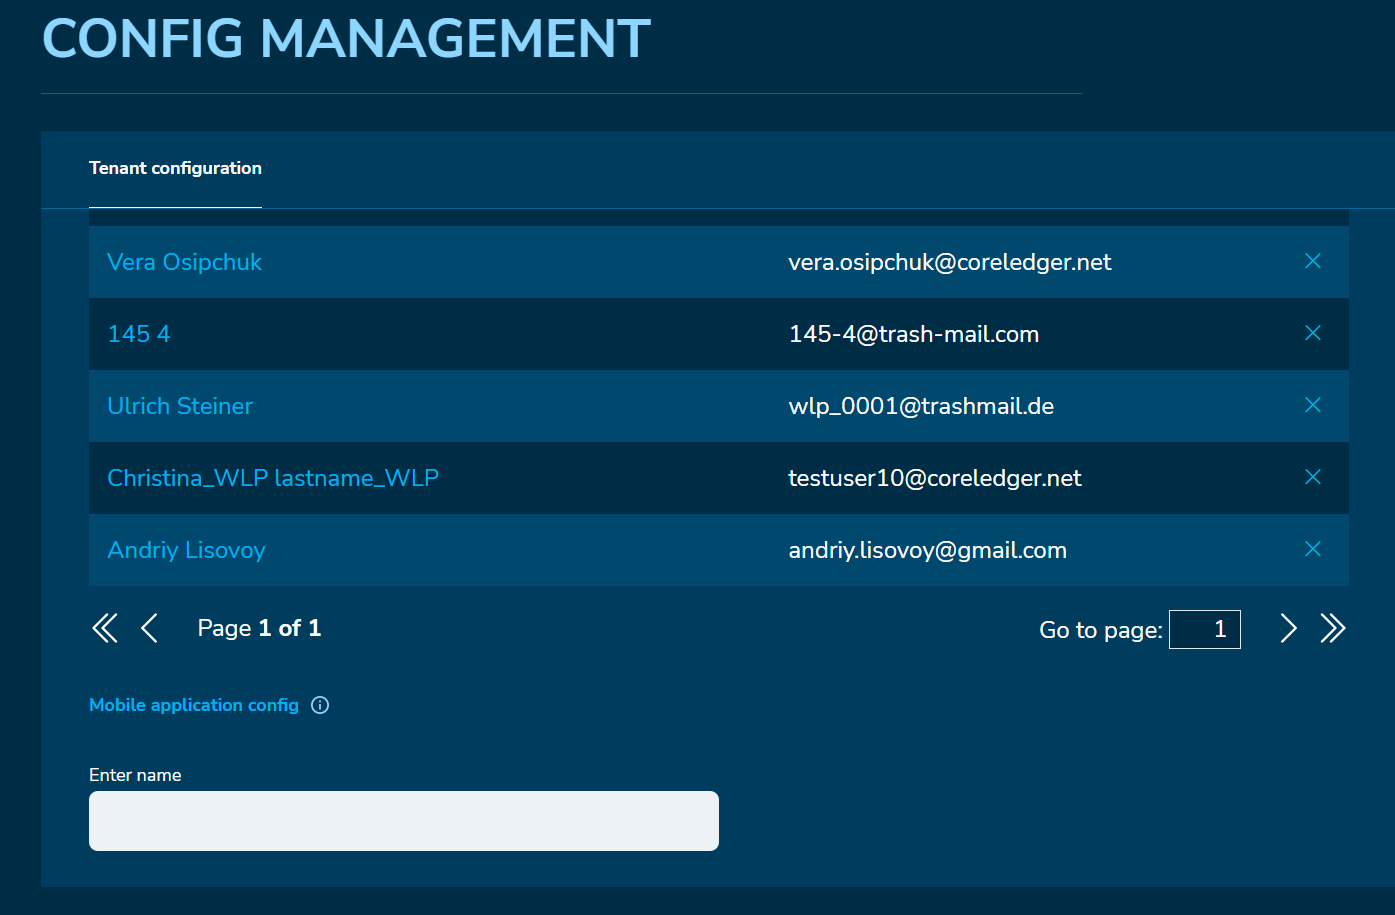 CONFIG MANAGEMENT
Tenant configuration
Vera Osipchuk vera.osipchuk@coreledger.net
145 4 145-4@trash-mail.com
Ulrich Steiner wlp_0001@trashmail.de
Christina_WLP lastname_WLP testuser10@coreledger.net
Andriy Lisovoy andriy.lisovoy@gmail.com
Page 1 of 1 Go to page: 1
Mobile application config
Enter name